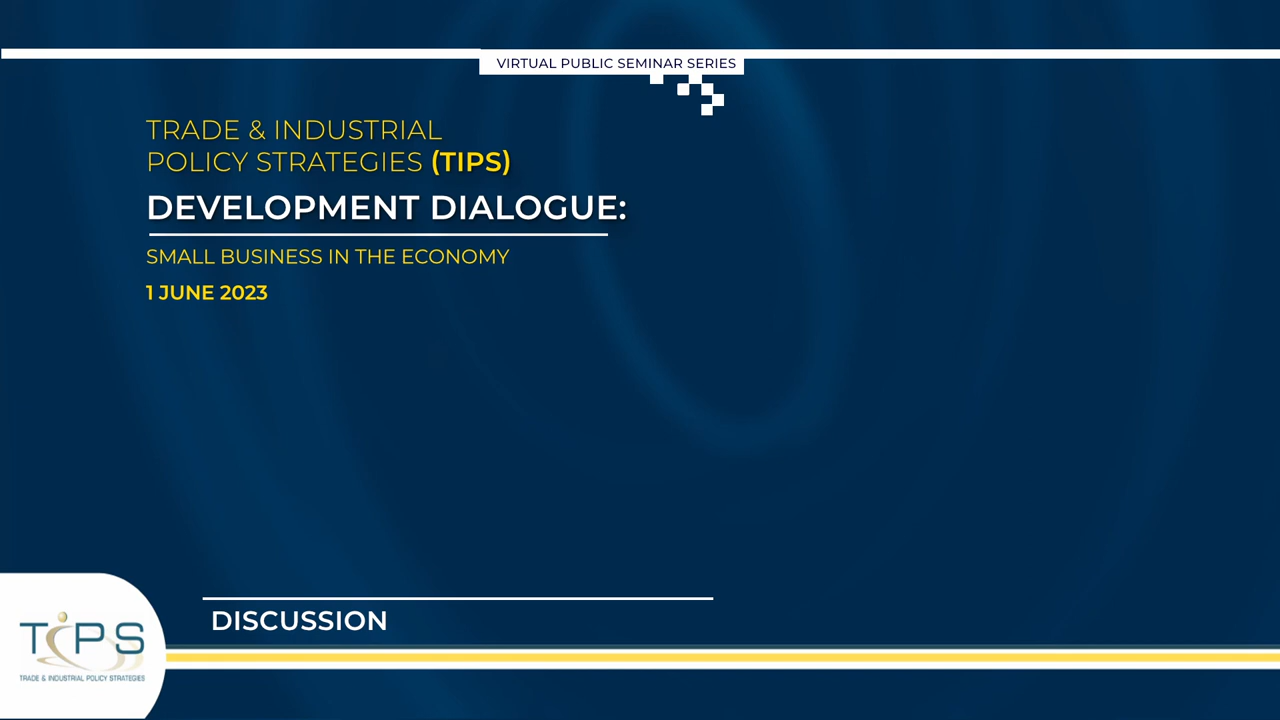 VIRTUAL PUBLIC SEMINAR SERIES
TRADE & INDUSTRIAL
POLICY STRATEGIES (TIPS)
DEVELOPMENT DIALOGUE:
SMALL BUSINESS IN THE ECONOMY
1 JUNE 2023
DISCUSSION
TiPS
TRADE & INDUSTRIAL POLICY STRATEGIES